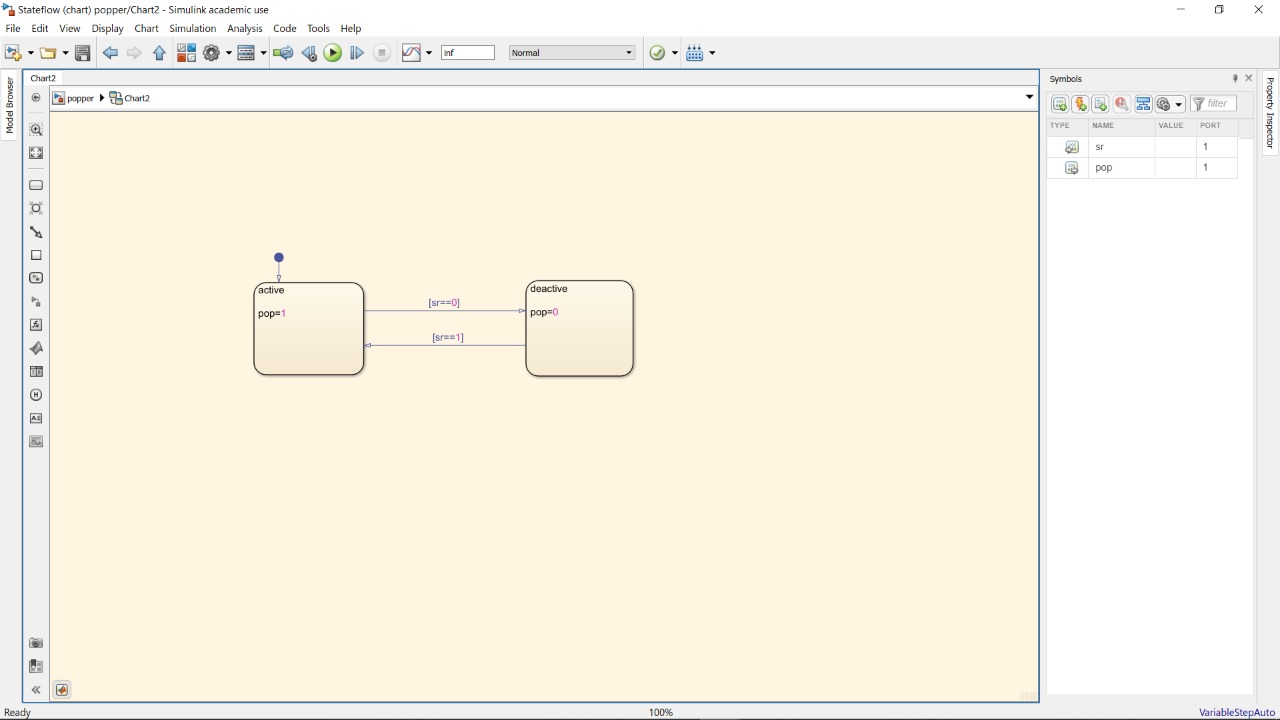 Stateflow (chart) popper/Chart2 - Simulink academic use
File Edit View Display Chart Simulation Analysis Code Tools Help
inf Normal filter
Model Browser
Chart2
popper Chart2
active
pop=1
[sr==0]
[sr==1]
deactive
pop=0
Symbols
TYPE NAME VALUE PORT
sr 1
pop 1
Property Inspector
Ready 100% VariableStepAuto